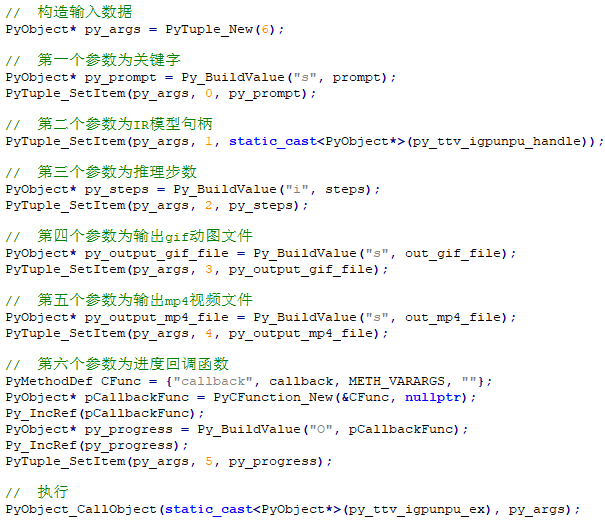 //  构造输入数据
PyObject* py_args = PyTuple_New(6);
//  第一个参数为关键字
PyObject* py_prompt = Py_BuildValue("s", prompt);
PyTuple_SetItem(py_args, 0, py_prompt);
//  第二个参数为IR模型句柄
PyTuple_SetItem(py_args, 1, static_cast<PyObject*>(py_ttv_igpunpu_handle));
//  第三个参数为推理步数
PyObject* py_steps = Py_BuildValue("i", steps);
PyTuple_SetItem(py_args, 2, py_steps);
//  第四个参数为输出gif动图文件
PyObject* py_output_gif_file = Py_BuildValue("s", out_gif_file);
PyTuple_SetItem(py_args, 3, py_output_gif_file);
//  第五个参数为输出mp4视频文件
PyObject* py_output_mp4_file = Py_BuildValue("s", out_mp4_file);
PyTuple_SetItem(py_args, 4, py_output_mp4_file);
//  第六个参数为进度回调函数
PyMethodDef CFunc = {"callback", callback, METH_VARARGS, ""};
PyObject* pCallbackFunc = PyCFunction_New(&CFunc, nullptr);
Py_IncRef(pCallbackFunc);
PyObject* py_progress = Py_BuildValue("O", pCallbackFunc);
Py_IncRef(py_progress);
PyTuple_SetItem(py_args, 5, py_progress);
//  执行
PyObject_CallObject(static_cast<PyObject*>(py_ttv_igpunpu_ex), py_args);